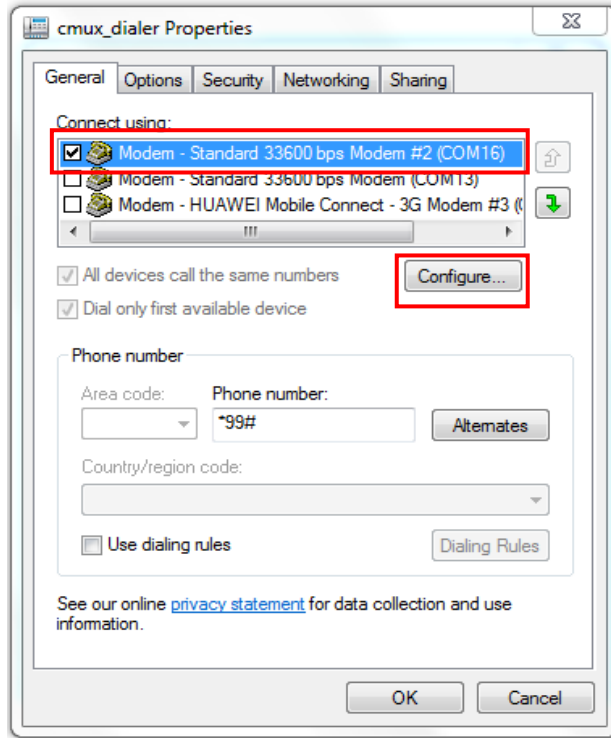 cmux_dialer Properties
General Options Security Networking Sharing
Connect using:
Modem - Standard 33600 bps Modem #2 (COM16)
Modem - Standard 33600 bps Modem (COM13)
Modem - HUAWEI Mobile Connect - 3G Modem #3 (
All devices call the same numbers
Configure...
Dial only first available device
Phone number
Area code: Phone number:
*99#
Alternates
Country/region code:
Use dialing rules
Dialing Rules
See our online privacy statement for data collection and use
information.
OK Cancel